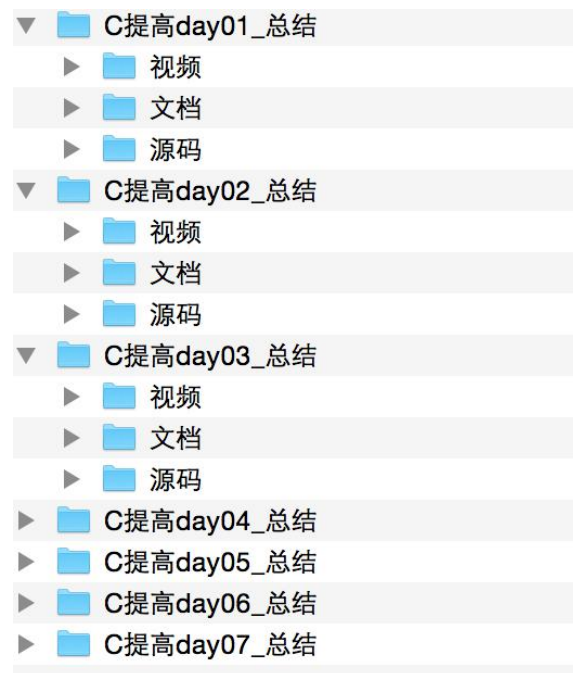 C提高day01_总结
视频
文档
源码
C提高day02_总结
视频
文档
源码
C提高day03_总结
视频
文档
源码
C提高day04_总结
C提高day05_总结
C提高day06_总结
C提高day07_总结